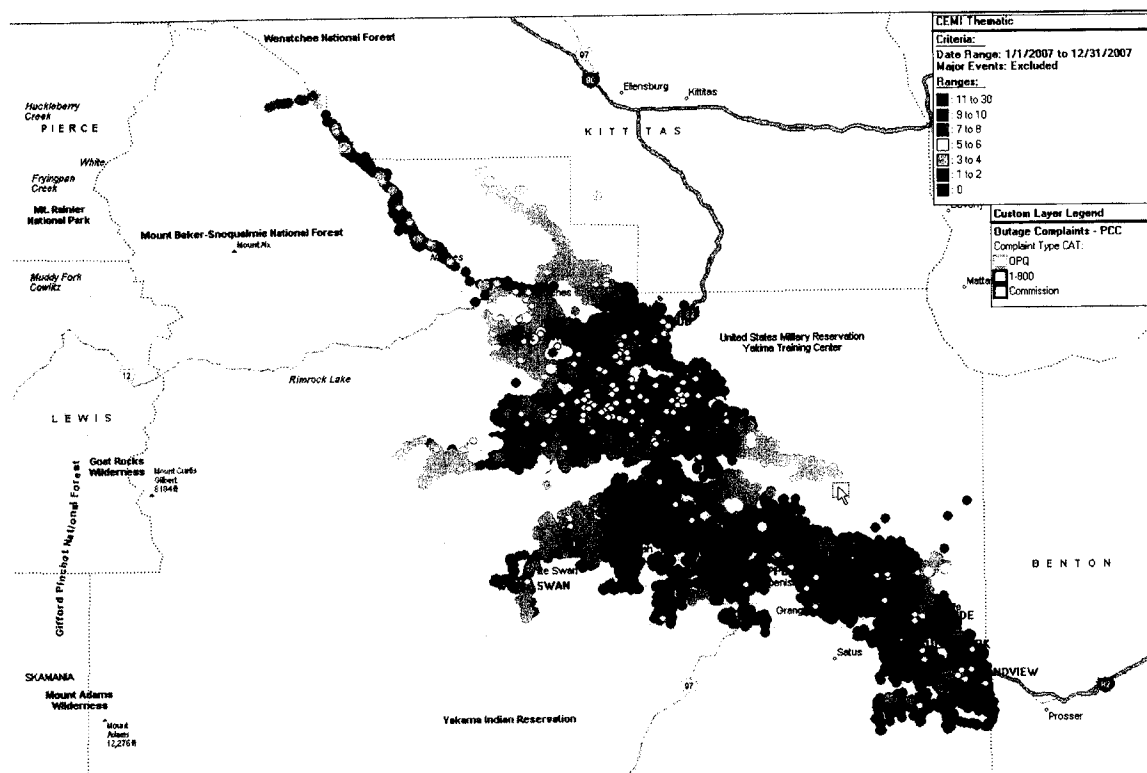 CEMI Thematic
Criteria:
Date Range: 1/1/2007 to 12/31/2007
Major Events: Excluded
Ranges:
: 11 to 30
: 9 to 10
: 7 to 8
: 5 to 6
: 3 to 4
: 1 to 2
: 0
Custom Layer Legend
Outage Complaints - PCC
Complaint Type CAT:
OPQ
1-800
Commission
Wenatchee National Forest
97
90
Ellensburg
Kittitas
KITTITAS
Huckleberry
Creek
PIERCE
White
Fryingpan
Creek
Mt. Rainier
National Park
Mount Baker-Snoqualmie National Forest
Muddy Fork
Cowlitz
United States Military Reservation
Yakima Training Center
12
Rimrock Lake
LEWIS
Goat Rocks
Wilderness
Mount Curtis
Gilbert
8184 ft
Gifford Pinchot National Forest
BENTON
SWAN
Satus
NDVIEW
97
Prosser
SKAMANIA
Mount Adams
Wilderness
Mount
Adams
12,276 ft
Yakama Indian Reservation